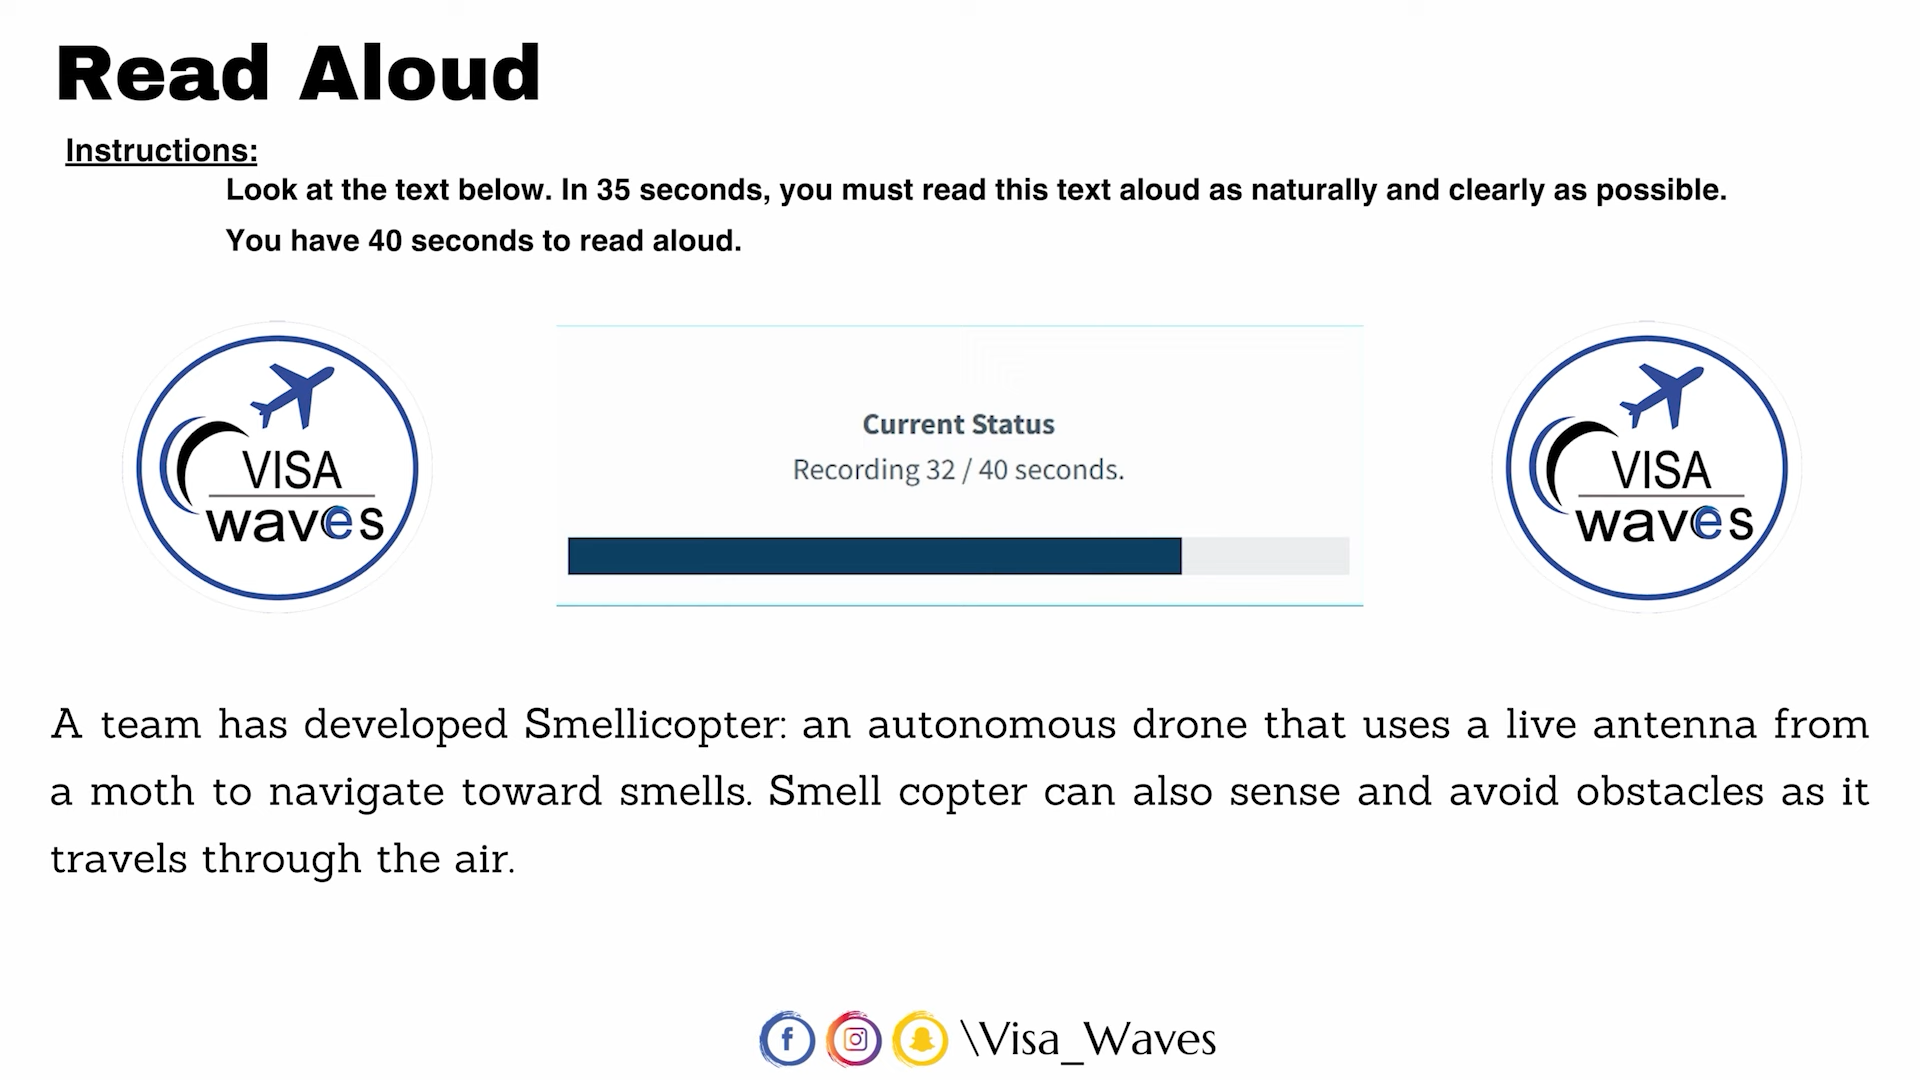 Read Aloud
Instructions:
Look at the text below. In 35 seconds, you must read this text aloud as naturally and clearly as possible.
You have 40 seconds to read aloud.
VISA
waves
Current Status
Recording 32 / 40 seconds.
VISA
waves
A team has developed Smellicopter: an autonomous drone that uses a live antenna from
a moth to navigate toward smells. Smell copter can also sense and avoid obstacles as it
travels through the air.
\Visa_Waves